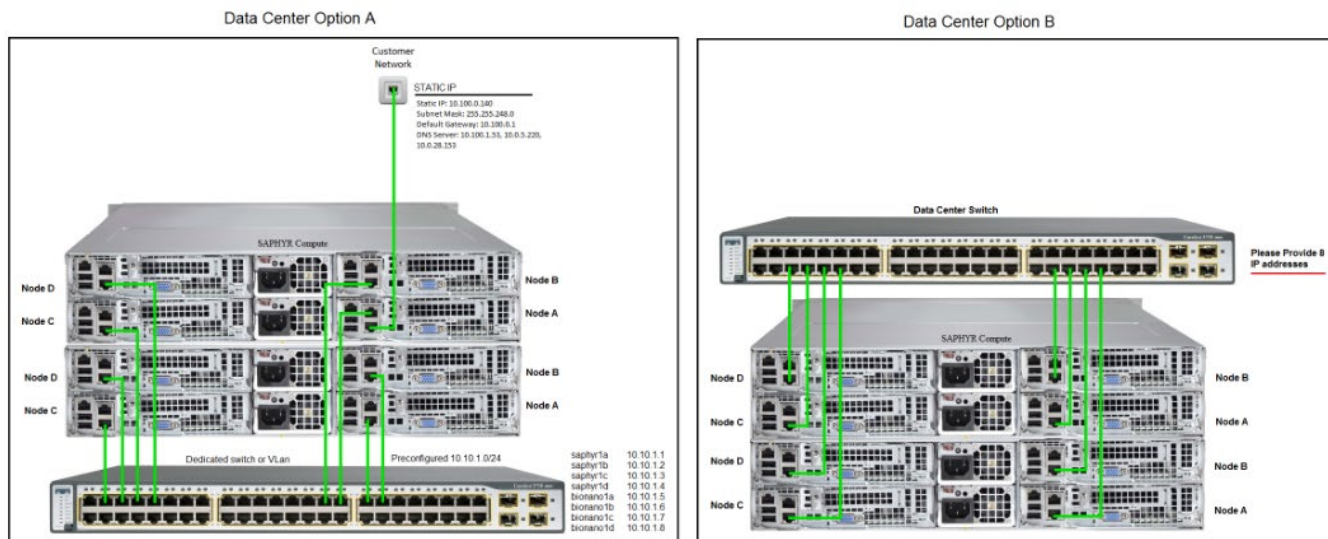 Data Center Option A
Customer
Network
STATIC IP
Static IP: 10.100.0.140
Subnet Mask: 255.255.248.0
Default Gateway: 10.100.0.1
DNS Server: 10.100.1.53, 10.0.5.220,
10.0.28.153
SAPHYR Compute
Node D
Node B
Node C
Node A
Node D
Node B
Node C
Node A
Dedicated switch or VLan
Preconfigured 10.10.1.0/24
saphyr1a 10.10.1.1
saphyr1b 10.10.1.2
saphyr1c 10.10.1.3
saphyr1d 10.10.1.4
bionano1a 10.10.1.5
bionano1b 10.10.1.6
bionano1c 10.10.1.7
bionano1d 10.10.1.8
Data Center Option B
Data Center Switch
Please Provide 8
IP addresses
SAPHYR Compute
Node D
Node B
Node C
Node A
Node D
Node B
Node C
Node A